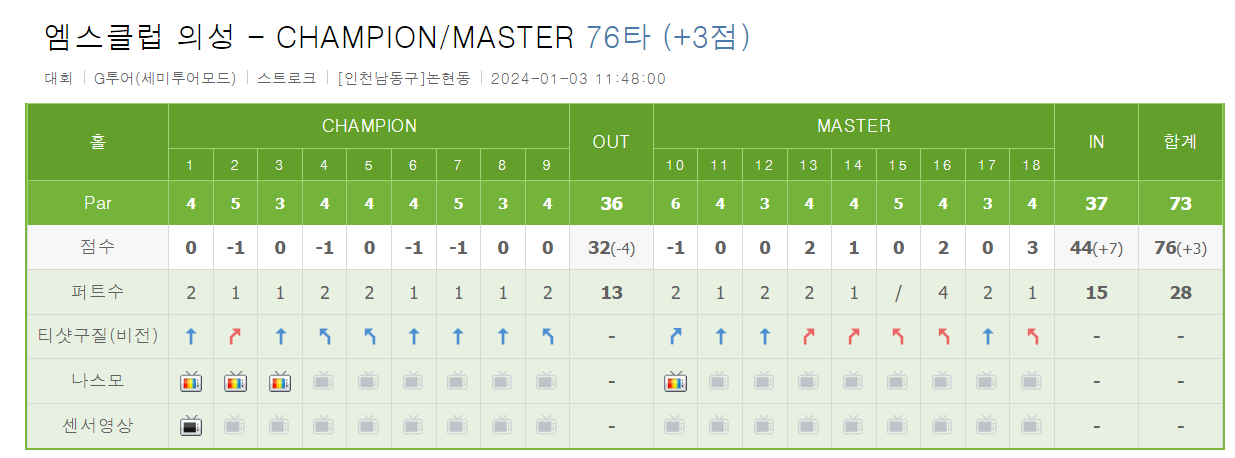 엠스클럽 의성 - CHAMPION/MASTER 76타 (+3점)
대회 G투어(세미투어모드) 스트로크 [인천남동구]논현동 2024-01-03 11:48:00
홀 CHAMPION OUT MASTER IN 합계
1 2 3 4 5 6 7 8 9 10 11 12 13 14 15 16 17 18
Par 4 5 3 4 4 4 5 3 4 36 6 4 3 4 4 5 4 3 4 37 73
점수 0 -1 0 -1 0 -1 -1 0 0 32(-4) -1 0 0 2 1 0 2 0 3 44(+7) 76(+3)
퍼트수 2 1 1 2 2 1 1 1 2 13 2 1 2 2 1 / 4 2 1 15 28
티샷구질(비전) - - -
나스모 - - -
센서영상 - - -